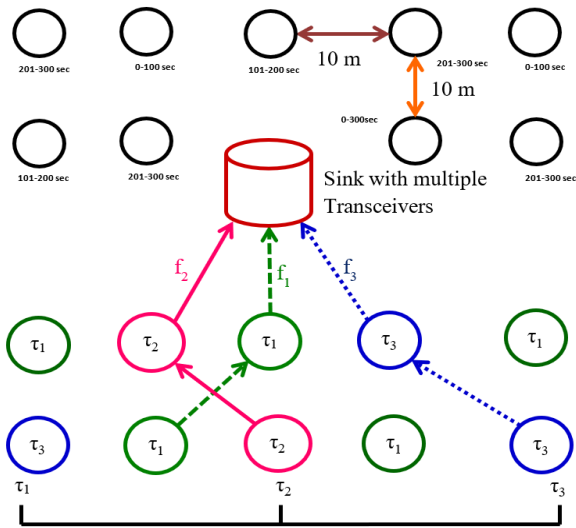 201-300 sec
0-100 sec
101-200 sec
10 m
201-300 sec
0-100 sec
10 m
0-300sec
101-200 sec
201-300 sec
201-300 sec
Sink with multiple
Transceivers
f2
f1
f3
τ1
τ2
τ1
τ3
τ1
τ3
τ1
τ2
τ1
τ3
τ1
τ2
τ3